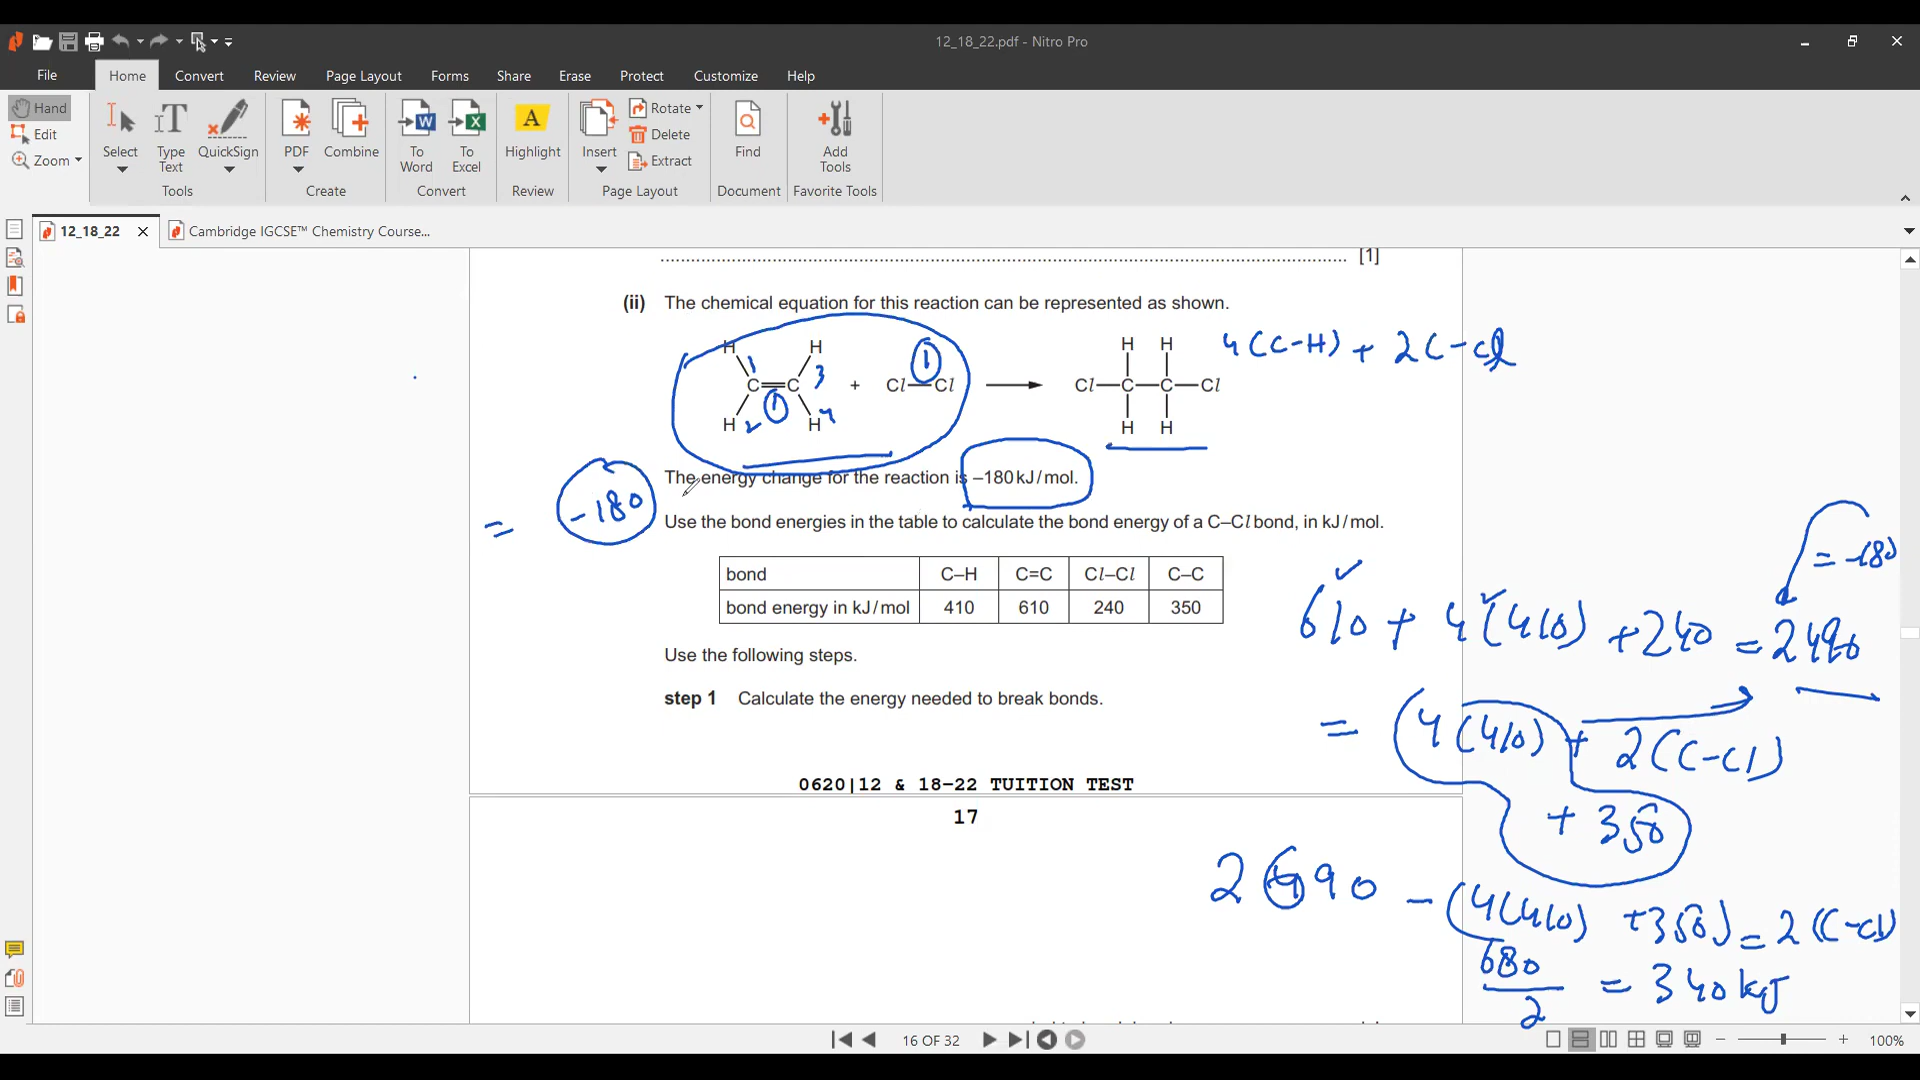 12_18_22.pdf - Nitro Pro
File Home Convert Review Page Layout Forms Share Erase Protect Customize Help
Hand
Edit
Zoom
Select
Type Text
QuickSign
Tools
PDF
Combine
Create
To Word
To Excel
Convert
Highlight
Review
Insert
Rotate
Delete
Extract
Page Layout
Find
Document
Add Tools
Favorite Tools
12_18_22
Cambridge IGCSE™ Chemistry Course...
[1]
(ii) The chemical equation for this reaction can be represented as shown.
H H H H 4(C-H) + 2C-Cl
1 3 1
C C + Cl Cl Cl C C Cl
1
H 2 H 4 H H
The energy change for the reaction is –180 kJ/mol.
= -180
Use the bond energies in the table to calculate the bond energy of a C–Cl bond, in kJ/mol.
= -180
bond C–H C=C Cl–Cl C–C
bond energy in kJ/mol 410 610 240 350
610 + 4(410) + 240 = 2490
Use the following steps.
step 1 Calculate the energy needed to break bonds.
= (4(410) + 2(C-Cl)
+ 350
0620|12 & 18-22 TUITION TEST
17
2490 - (4(410) + 350) = 2(C-Cl)
680
2
= 340 kJ
16 OF 32
100%